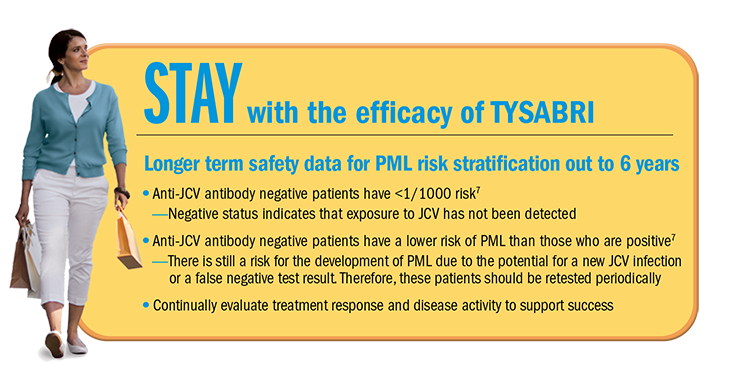 STAY with the efficacy of TYSABRI
Longer term safety data for PML risk stratification out to 6 years
• Anti-JCV antibody negative patients have <1/1000 risk7
—Negative status indicates that exposure to JCV has not been detected
• Anti-JCV antibody negative patients have a lower risk of PML than those who are positive7
—There is still a risk for the development of PML due to the potential for a new JCV infection
or a false negative test result. Therefore, these patients should be retested periodically
• Continually evaluate treatment response and disease activity to support success